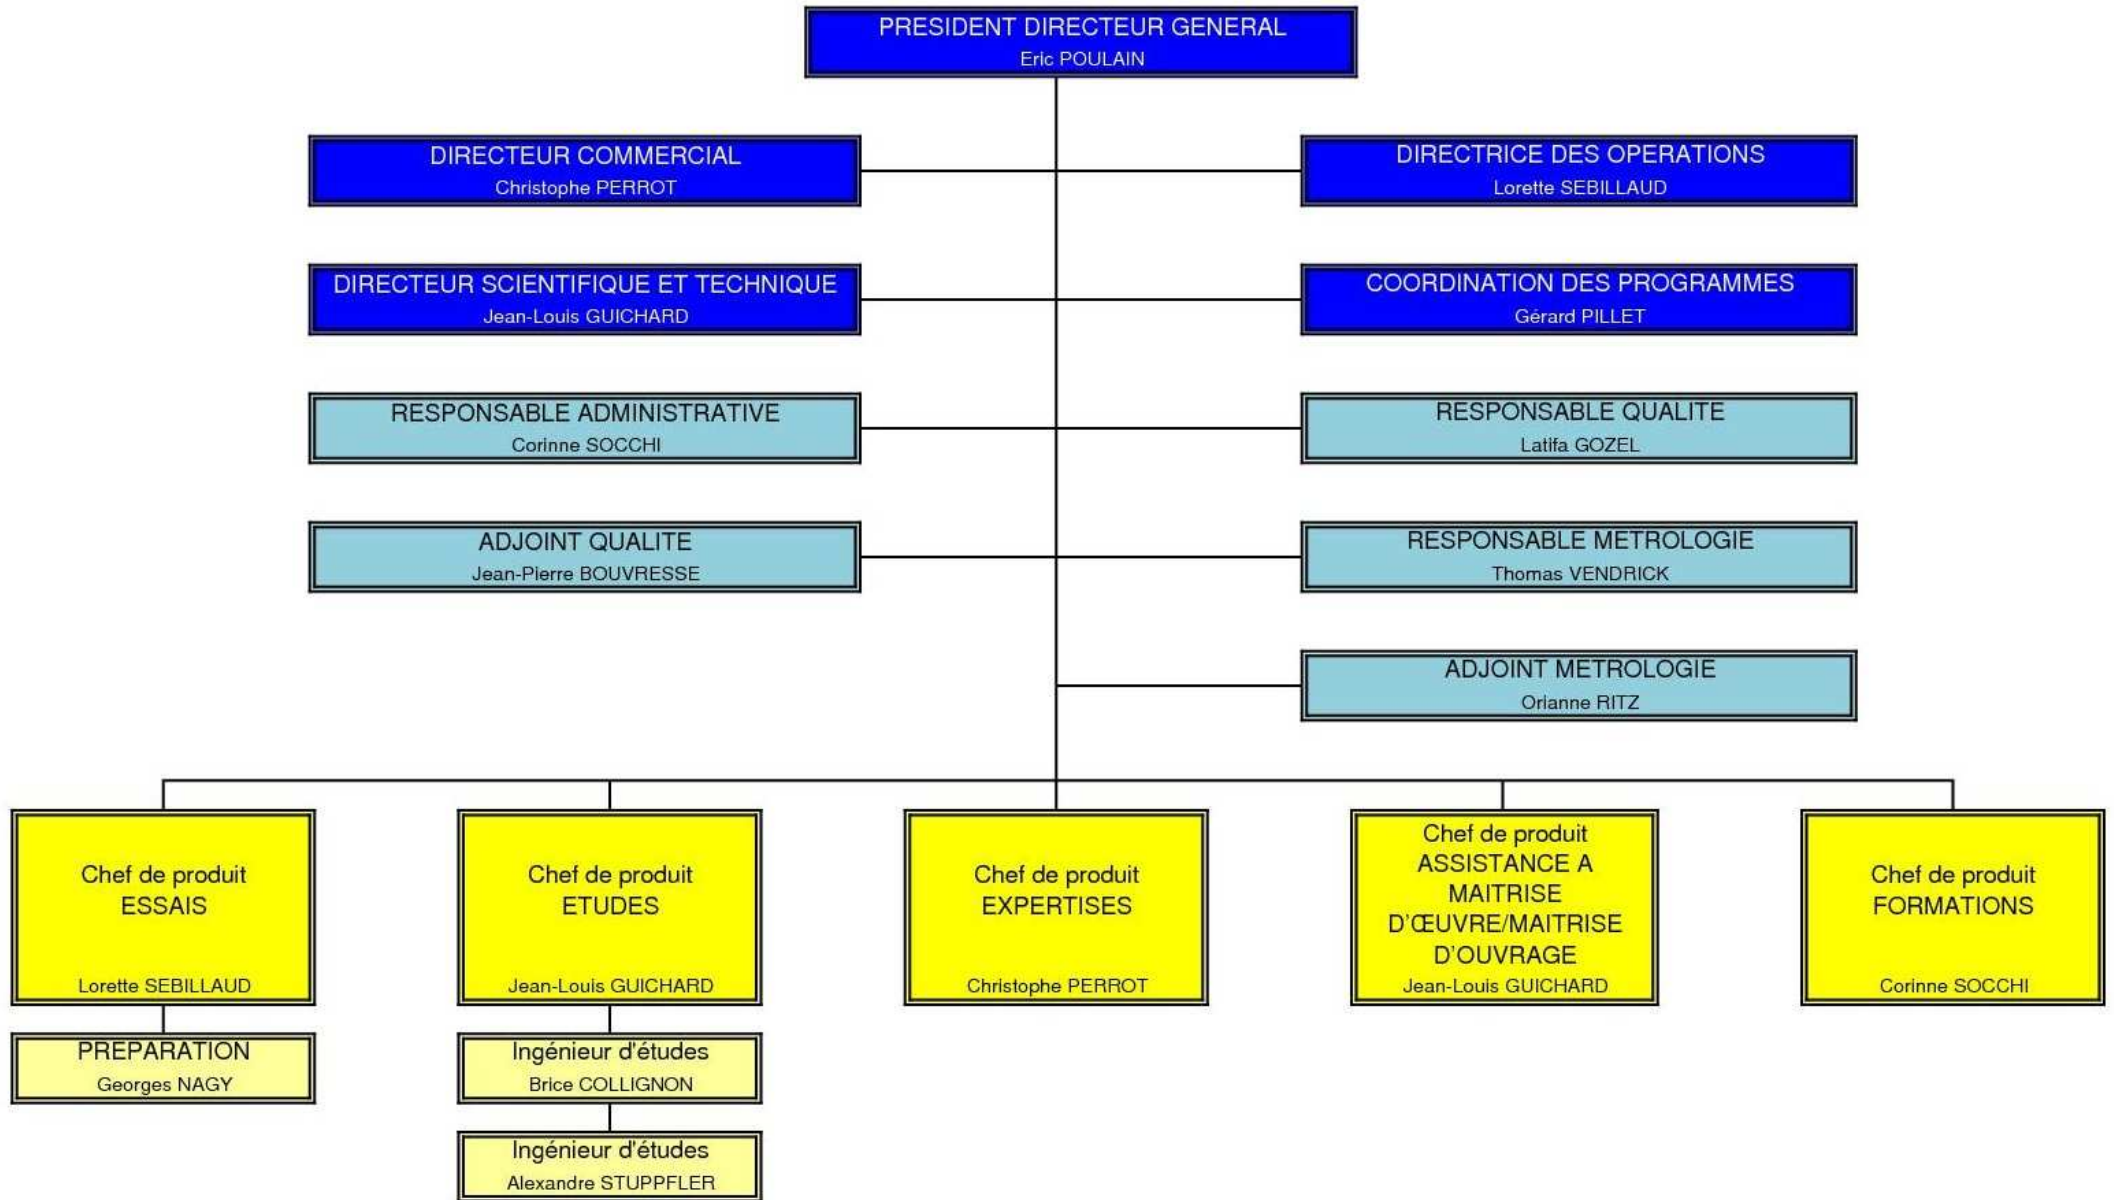 PRESIDENT DIRECTEUR GENERAL
Eric POULAIN
DIRECTEUR COMMERCIAL
Christophe PERROT
DIRECTRICE DES OPERATIONS
Lorette SEBILLAUD
DIRECTEUR SCIENTIFIQUE ET TECHNIQUE
Jean-Louis GUICHARD
COORDINATION DES PROGRAMMES
Gérard PILLET
RESPONSABLE ADMINISTRATIVE
Corinne SOCCHI
RESPONSABLE QUALITE
Latifa GOZEL
ADJOINT QUALITE
Jean-Pierre BOUVRESSE
RESPONSABLE METROLOGIE
Thomas VENDRICK
ADJOINT METROLOGIE
Orianne RITZ
Chef de produit
ESSAIS
Lorette SEBILLAUD
Chef de produit
ETUDES
Jean-Louis GUICHARD
Chef de produit
EXPERTISES
Christophe PERROT
Chef de produit
ASSISTANCE A
MAITRISE
D'ŒUVRE/MAITRISE
D'OUVRAGE
Jean-Louis GUICHARD
Chef de produit
FORMATIONS
Corinne SOCCHI
PREPARATION
Georges NAGY
Ingénieur d'études
Brice COLLIGNON
Ingénieur d'études
Alexandre STUPPFLER